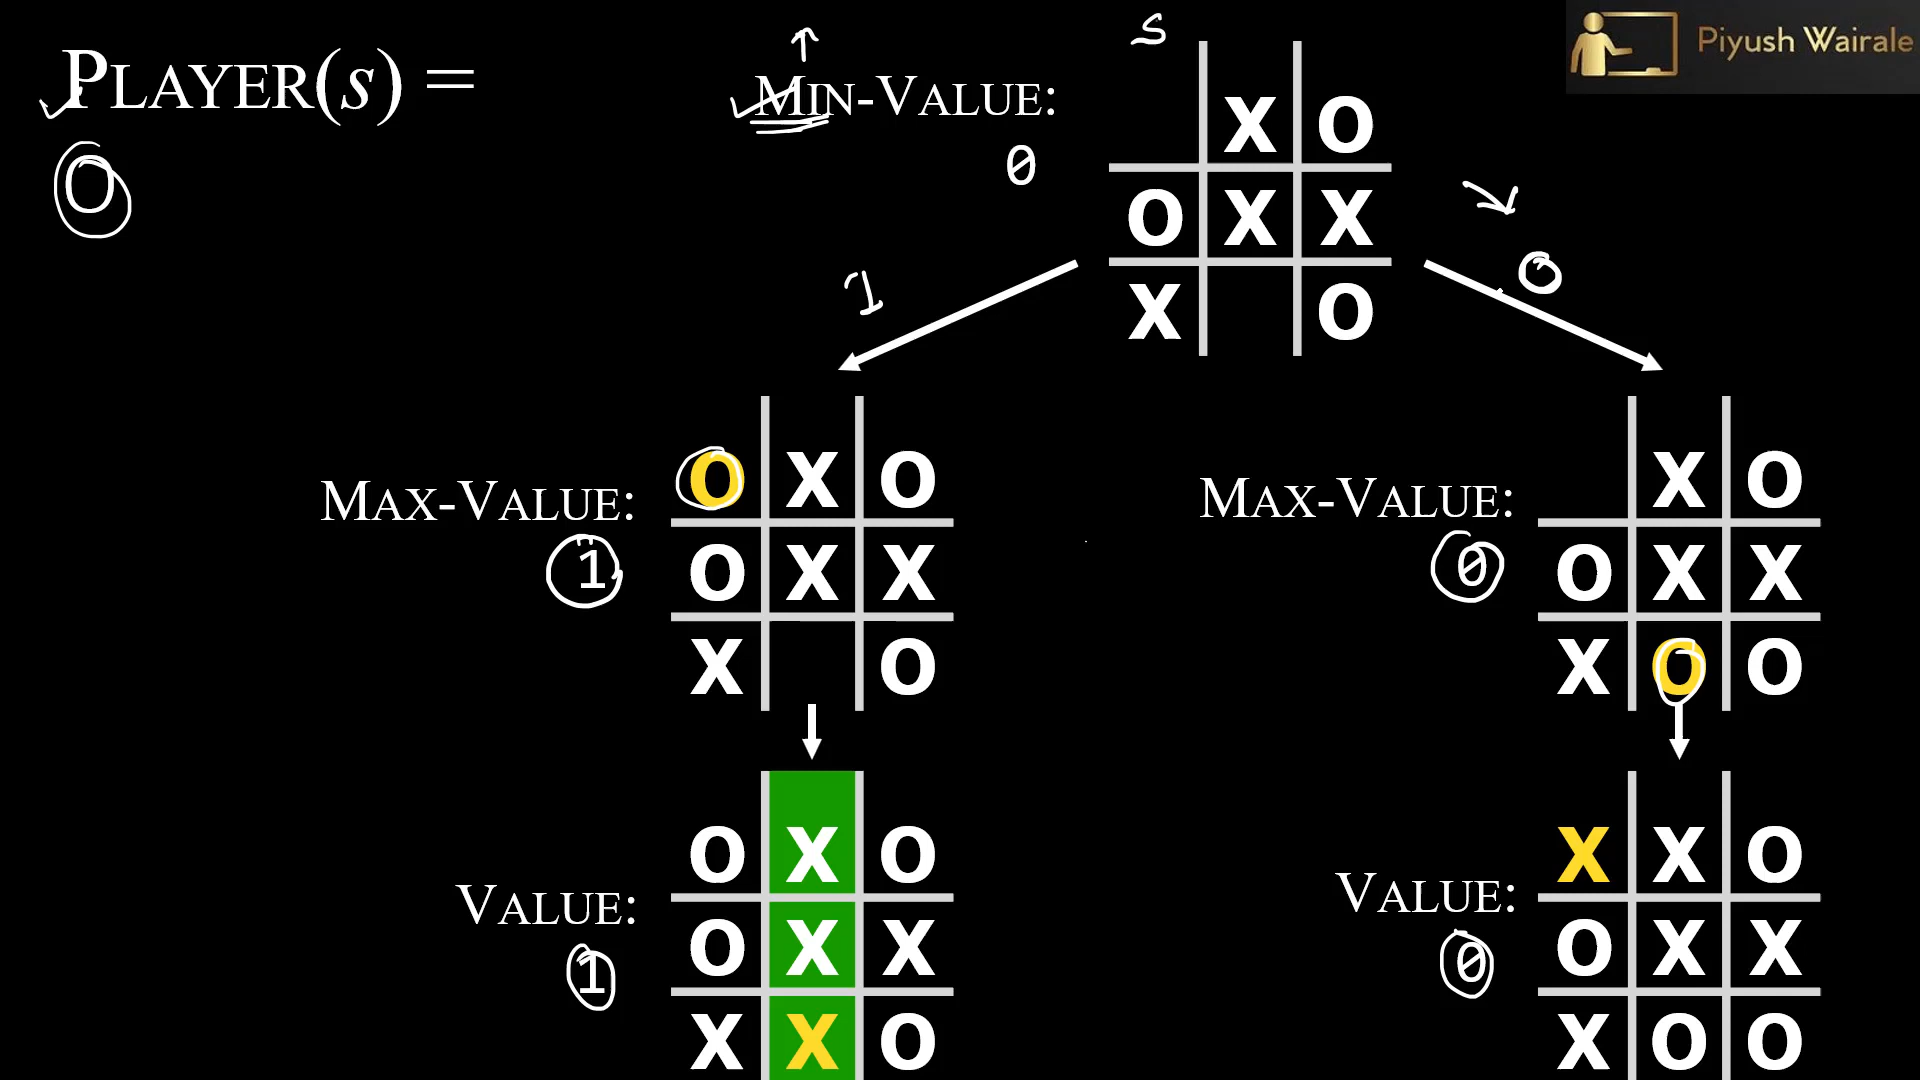 PLAYER(s) =
O
MIN-VALUE:
0
s
X O
O X X
X O
Piyush Wairale
1
0
MAX-VALUE:
1
O X O
O X X
X O
MAX-VALUE:
0
X O
O X X
X O O
VALUE:
1
O X O
O X X
X X O
VALUE:
0
X X O
O X X
X O O